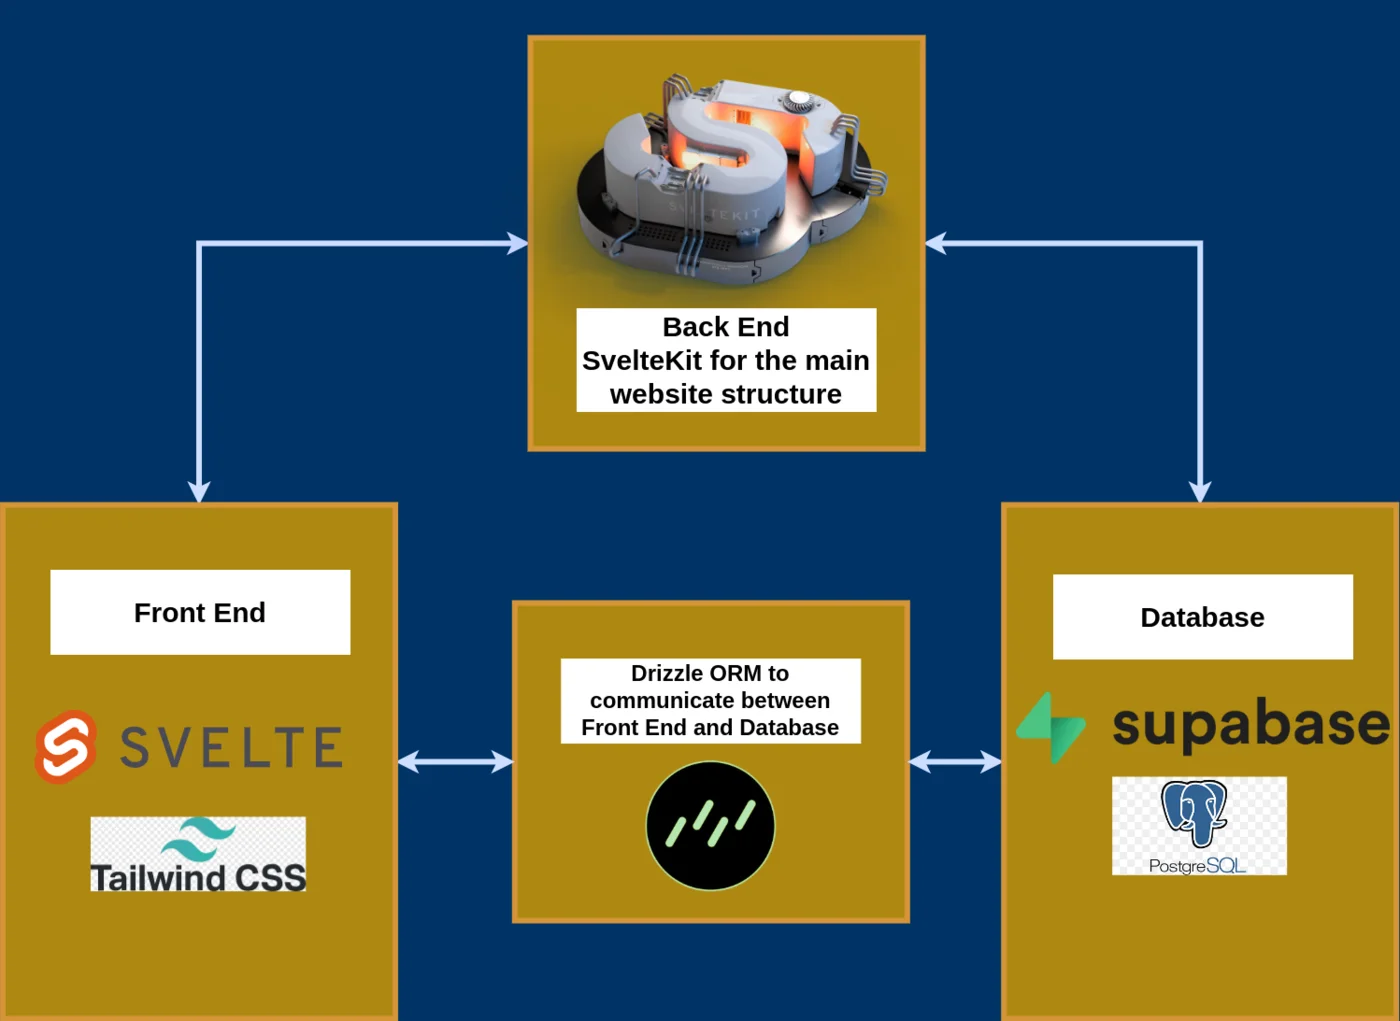 SVELTEKIT
Back End
SvelteKit for the main
website structure
Front End
SVELTE
Tailwind CSS
Drizzle ORM to
communicate between
Front End and Database
Database
supabase
PostgreSQL